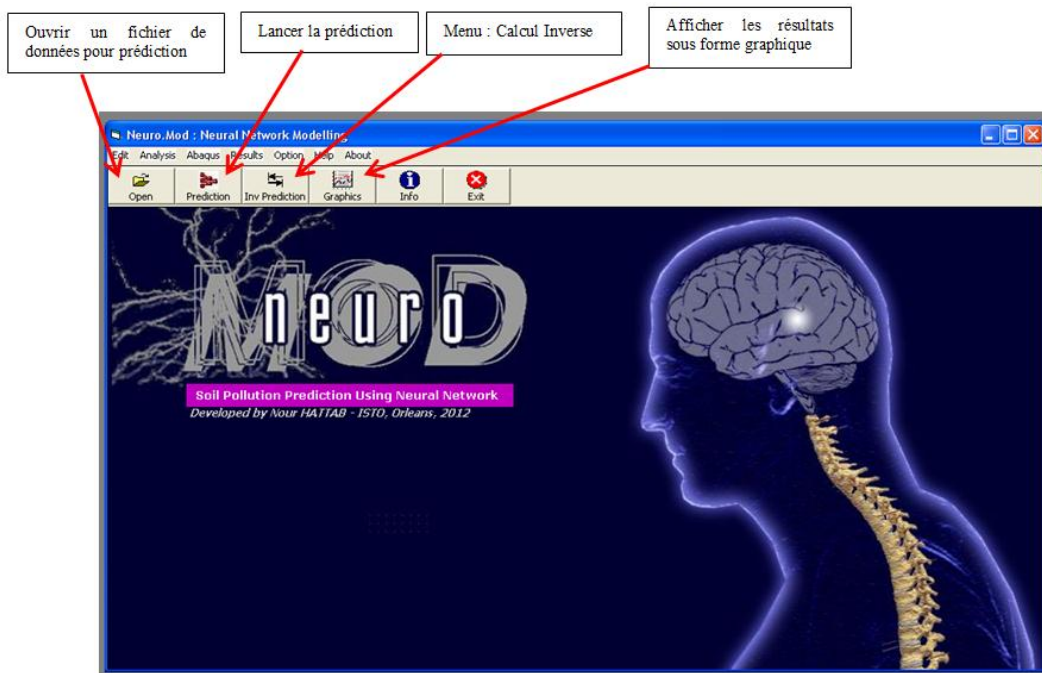 Ouvrir un fichier de
données pour prédiction
Lancer la prédiction
Menu : Calcul Inverse
Afficher les résultats
sous forme graphique
Neuro.Mod : Neural Network Modelling
Edit Analysis Abaqus Results Option Help About
Open Prediction Inv Prediction Graphics Info Exit
MOD
neuro
Soil Pollution Prediction Using Neural Network
Developed by Nour HATTAB - ISTO, Orleans, 2012